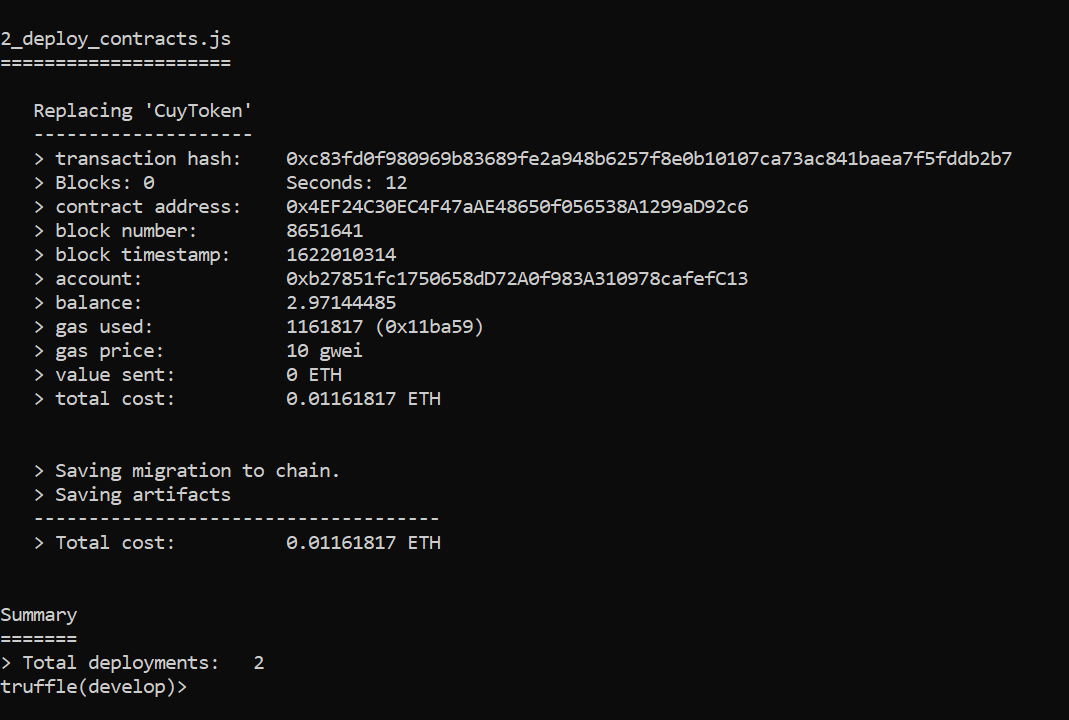 2_deploy_contracts.js
=====================
Replacing 'CuyToken'
--------------------
> transaction hash:    0xc83fd0f980969b83689fe2a948b6257f8e0b10107ca73ac841baea7f5fddb2b7
> Blocks: 0            Seconds: 12
> contract address:    0x4EF24C30EC4F47aAE48650f056538A1299aD92c6
> block number:        8651641
> block timestamp:     1622010314
> account:             0xb27851fc1750658dD72A0f983A310978cafefC13
> balance:             2.97144485
> gas used:            1161817 (0x11ba59)
> gas price:           10 gwei
> value sent:          0 ETH
> total cost:          0.01161817 ETH
> Saving migration to chain.
> Saving artifacts
-------------------------------------
> Total cost:          0.01161817 ETH
Summary
=======
> Total deployments:   2
truffle(develop)>